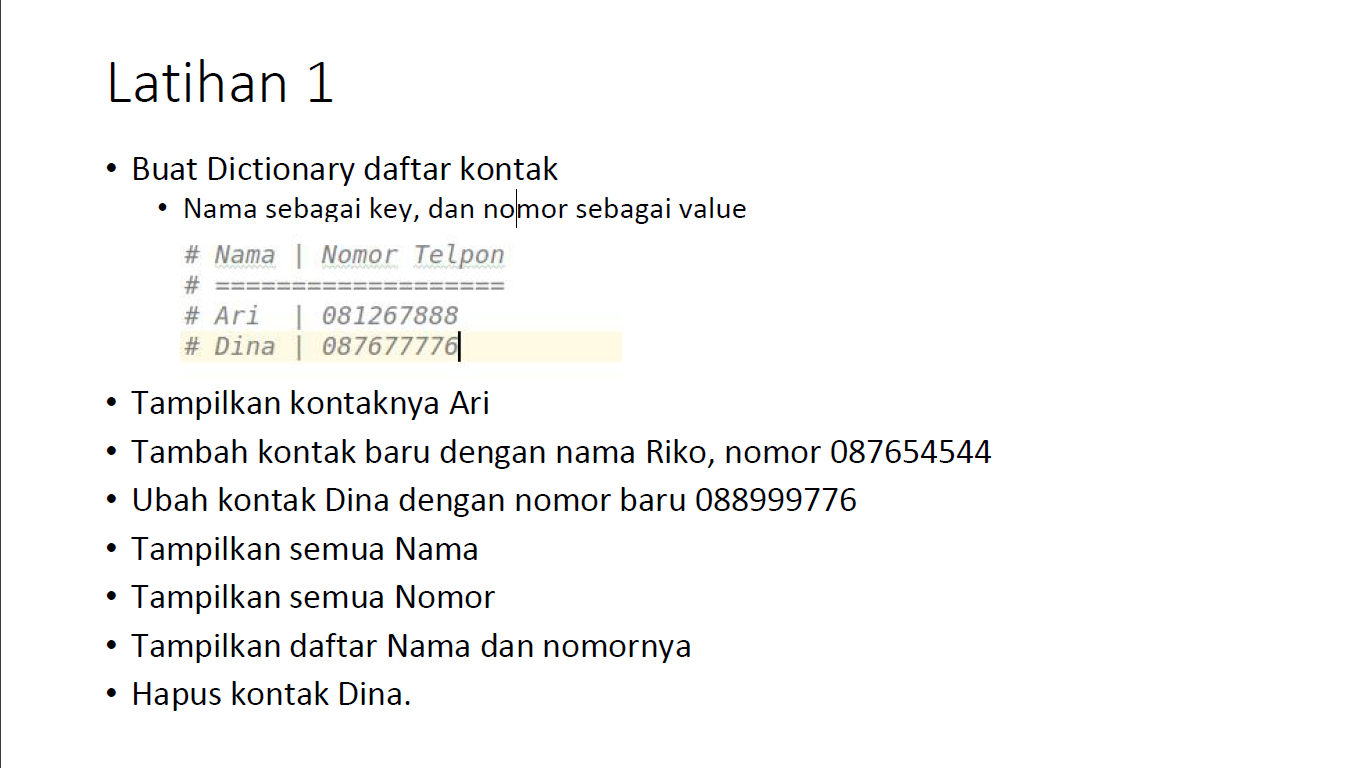 Latihan 1
• Buat Dictionary daftar kontak
• Nama sebagai key, dan nomor sebagai value
# Nama | Nomor Telpon
# ===================
# Ari | 081267888
# Dina | 087677776
• Tampilkan kontaknya Ari
• Tambah kontak baru dengan nama Riko, nomor 087654544
• Ubah kontak Dina dengan nomor baru 088999776
• Tampilkan semua Nama
• Tampilkan semua Nomor
• Tampilkan daftar Nama dan nomornya
• Hapus kontak Dina.